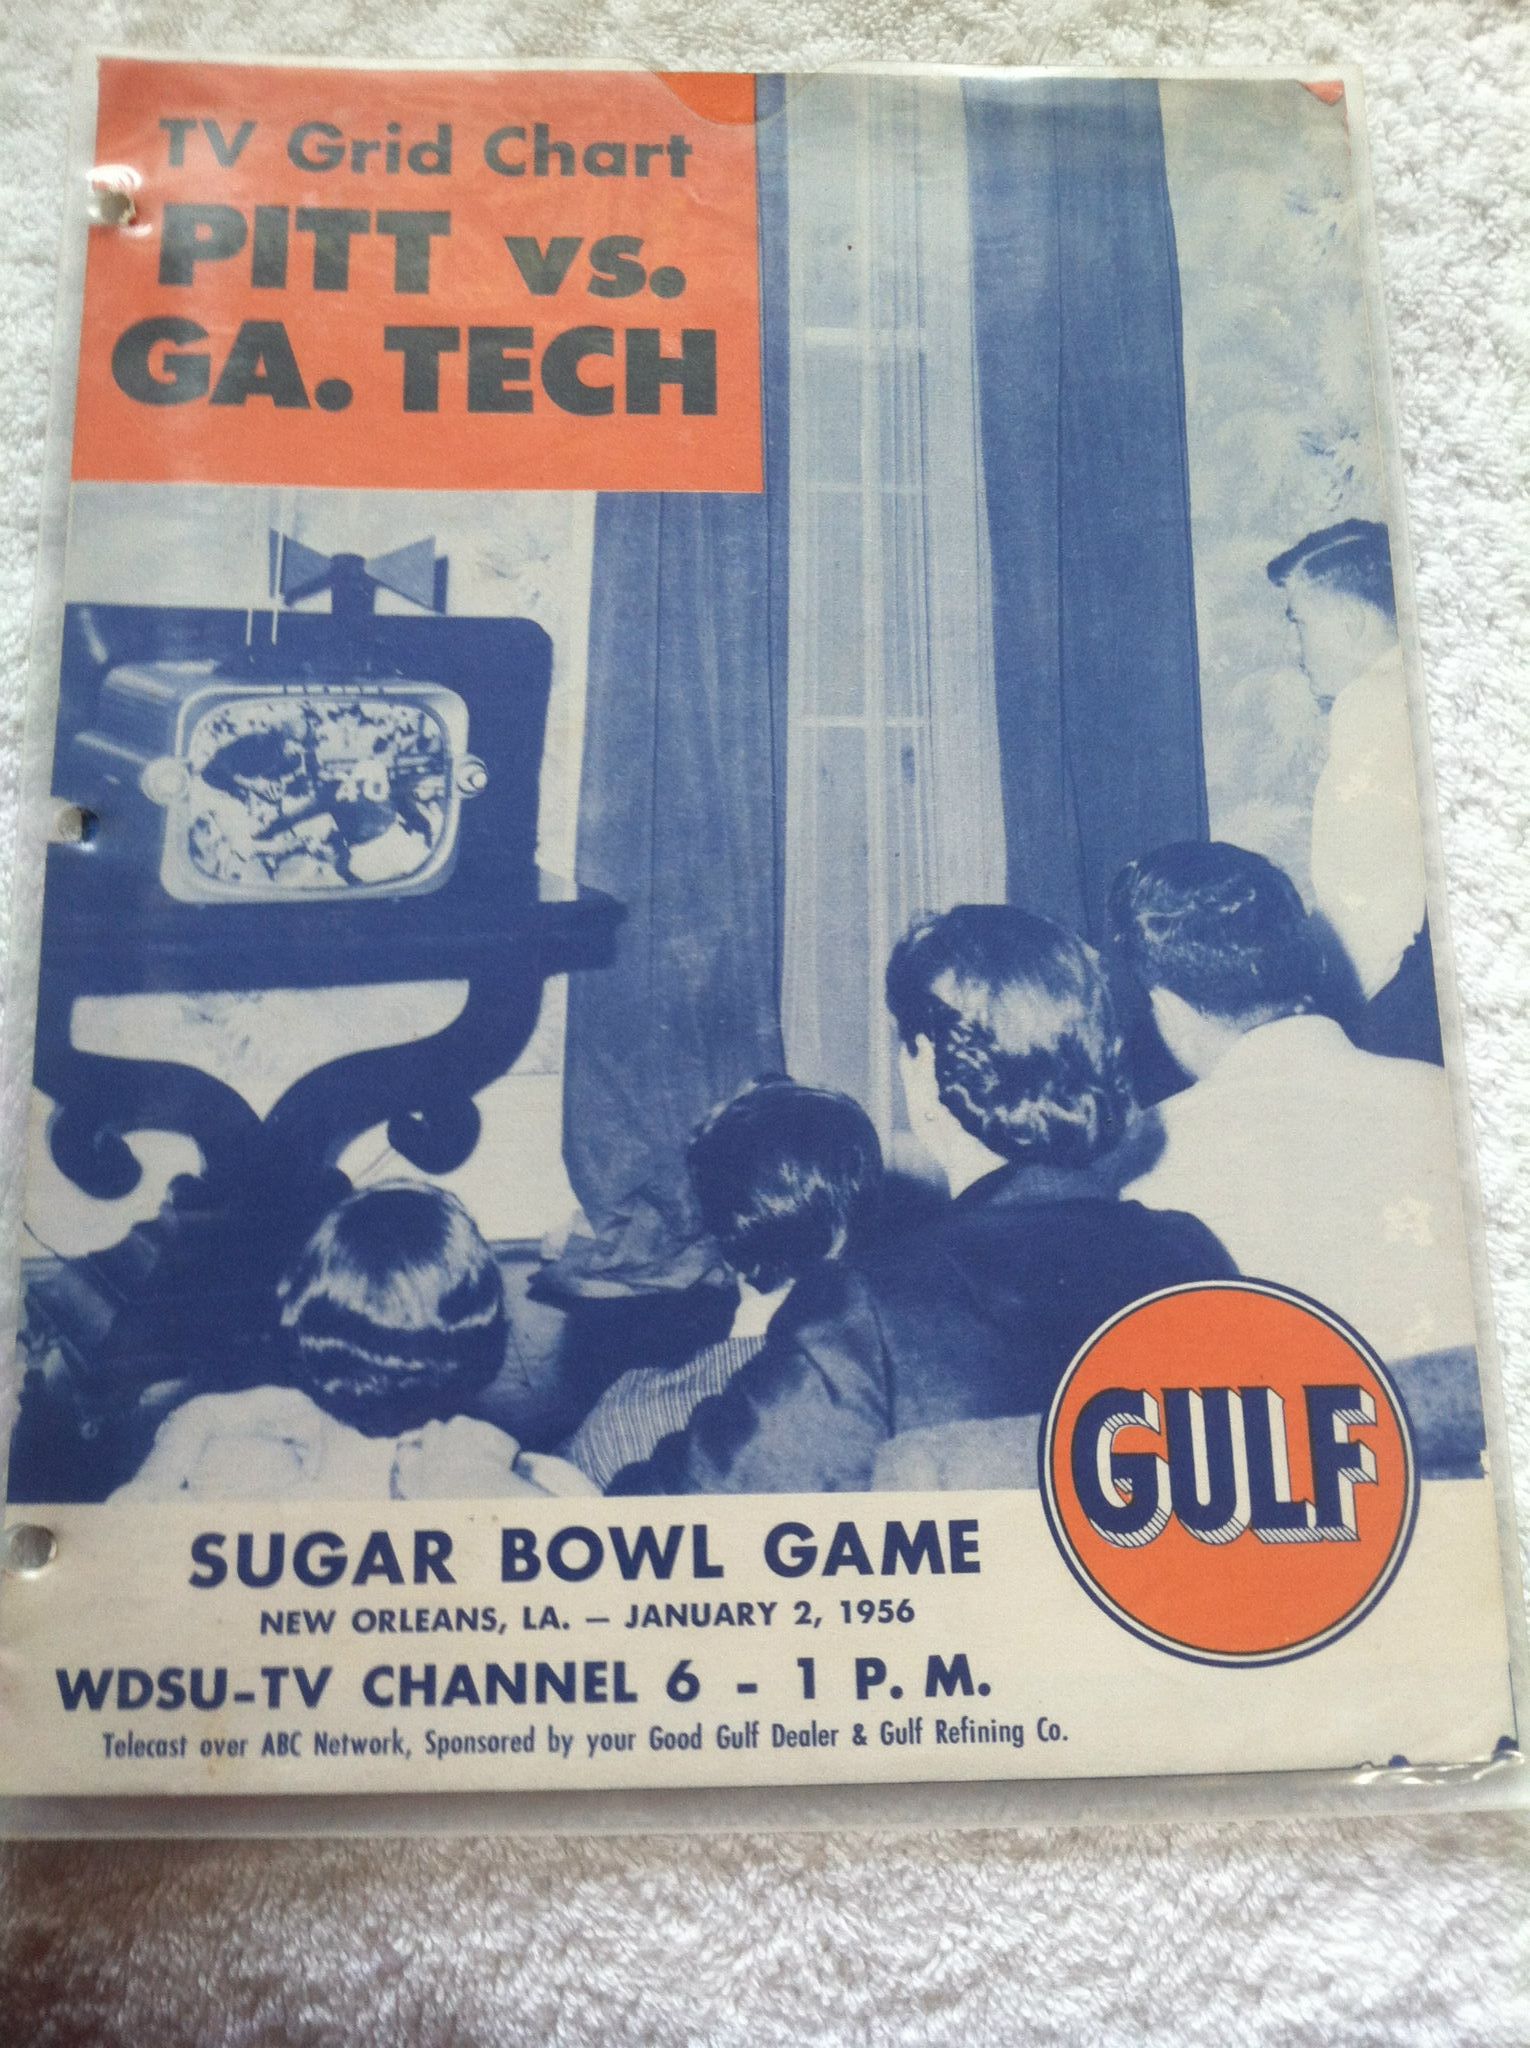 TV Grid Chart
PITT vs.
GA. TECH
40
GULF
SUGAR BOWL GAME
NEW ORLEANS, LA. — JANUARY 2, 1956
WDSU-TV CHANNEL 6 - 1 P. M.
Telecast over ABC Network, Sponsored by your Good Gulf Dealer & Gulf Refining Co.